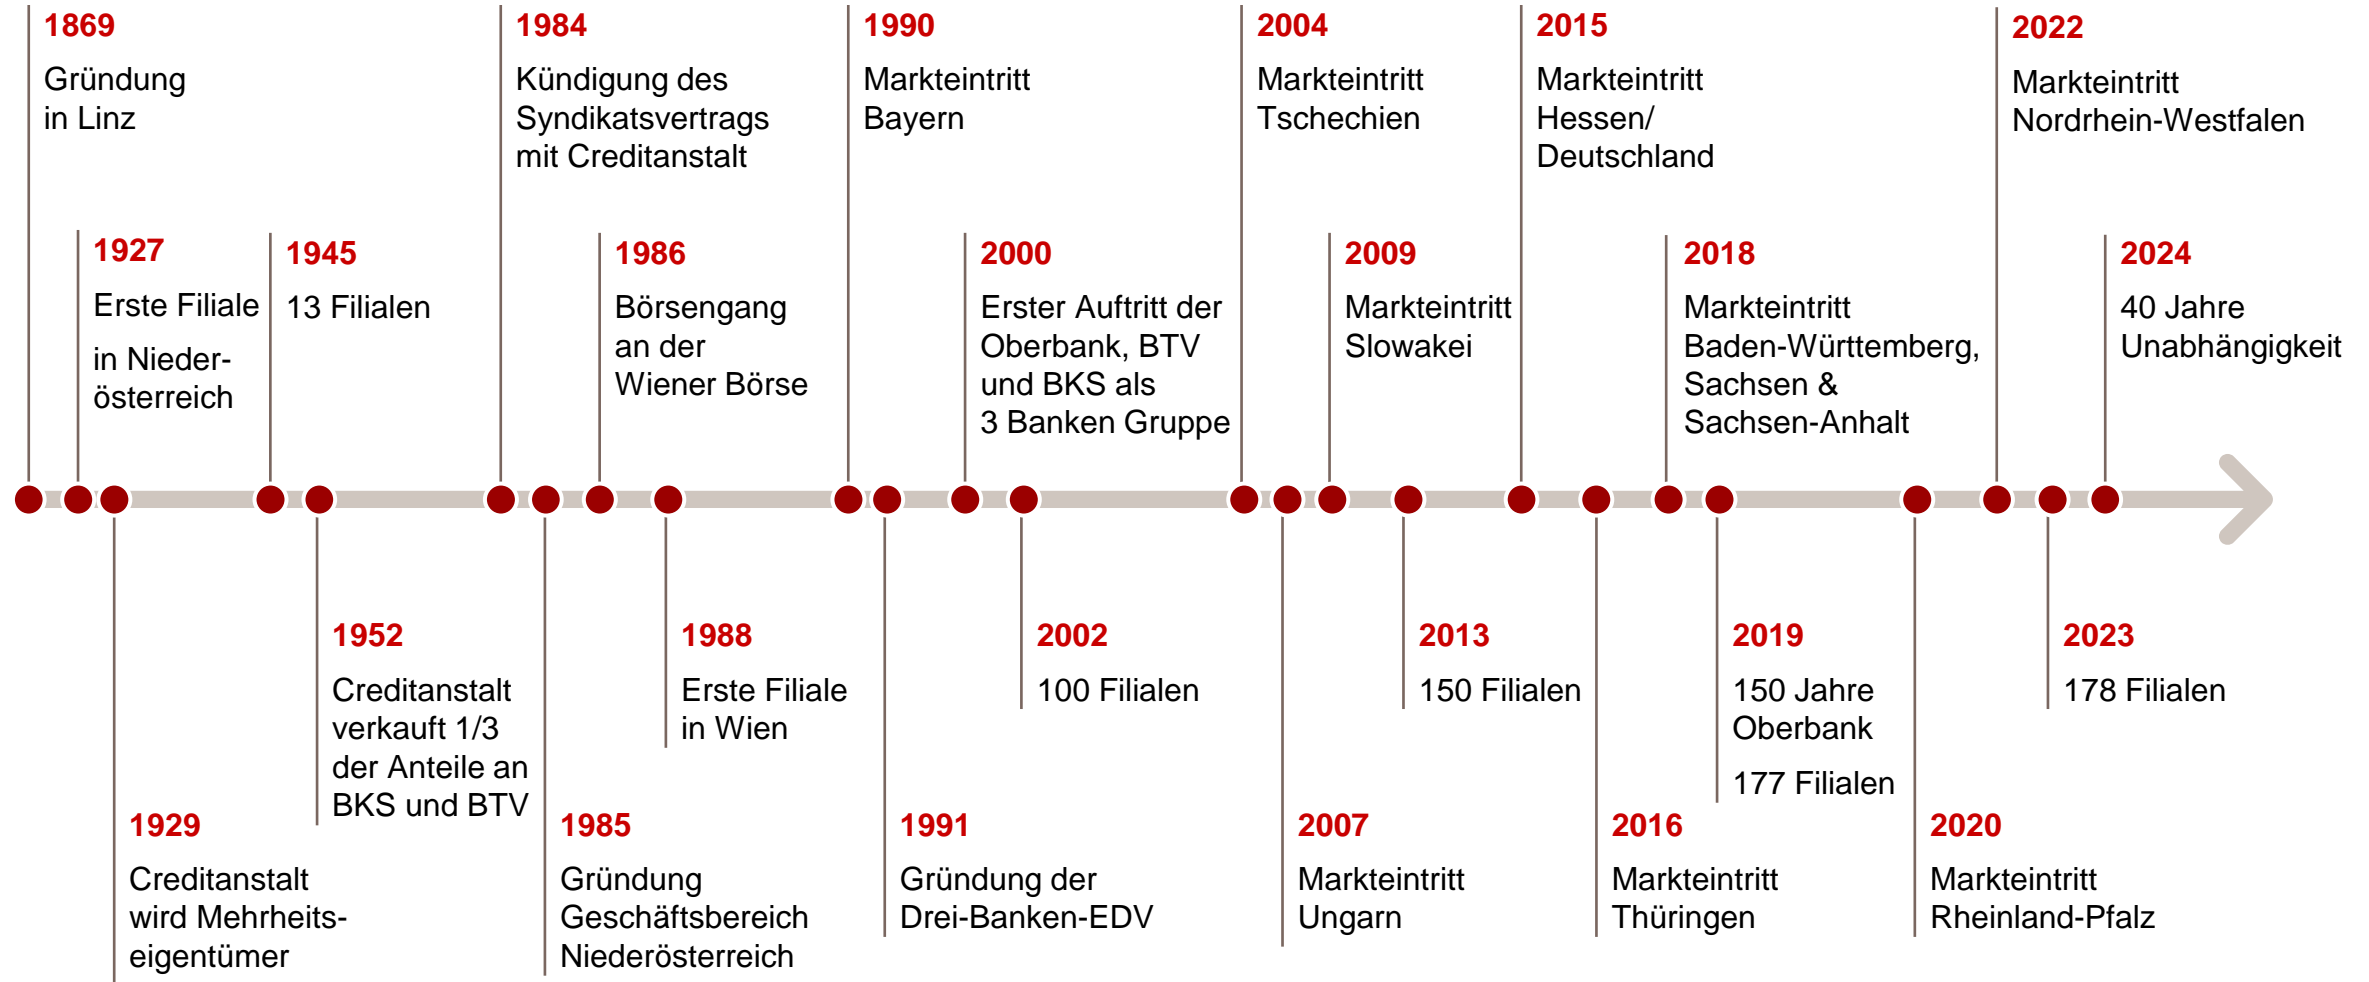 1869
Gründung
in Linz
1984
Kündigung des
Syndikatsvertrags
mit Creditanstalt
1990
Markteintritt
Bayern
2004
Markteintritt
Tschechien
2015
Markteintritt
Hessen/
Deutschland
2022
Markteintritt
Nordrhein-Westfalen
1927
Erste Filiale
in Nieder-
österreich
1945
13 Filialen
1986
Börsengang
an der
Wiener Börse
2000
Erster Auftritt der
Oberbank, BTV
und BKS als
3 Banken Gruppe
2009
Markteintritt
Slowakei
2018
Markteintritt
Baden-Württemberg,
Sachsen &
Sachsen-Anhalt
2024
40 Jahre
Unabhängigkeit
1952
Creditanstalt
verkauft 1/3
der Anteile an
BKS und BTV
1988
Erste Filiale
in Wien
2002
100 Filialen
2013
150 Filialen
2019
150 Jahre
Oberbank
177 Filialen
2023
178 Filialen
1929
Creditanstalt
wird Mehrheits-
eigentümer
1985
Gründung
Geschäftsbereich
Niederösterreich
1991
Gründung der
Drei-Banken-EDV
2007
Markteintritt
Ungarn
2016
Markteintritt
Thüringen
2020
Markteintritt
Rheinland-Pfalz